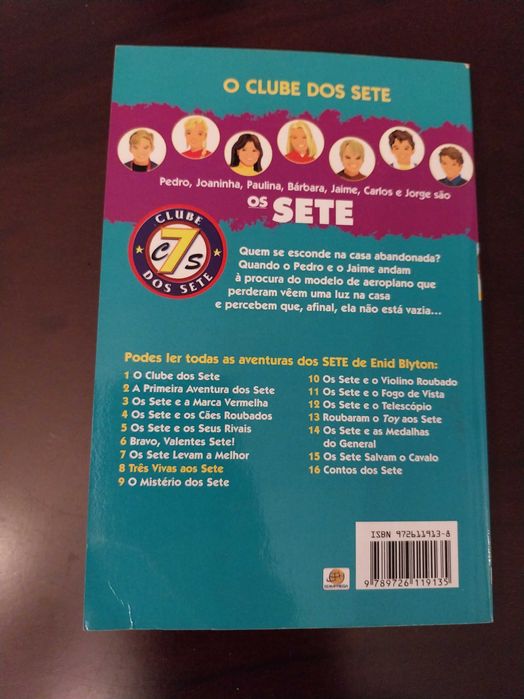 O CLUBE DOS SETE
Pedro, Joaninha, Paulina, Bárbara, Jaime, Carlos e Jorge são
OS SETE
CLUBE
C7S
DOS SETE
Quem se esconde na casa abandonada?
Quando o Pedro e o Jaime andam
à procura do modelo de aeroplano que
perderam vêem uma luz na casa
e percebem que, afinal, ela não está vazia...
Podes ler todas as aventuras dos SETE de Enid Blyton:
1 O Clube dos Sete
2 A Primeira Aventura dos Sete
3 Os Sete e a Marca Vermelha
4 Os Sete e os Cães Roubados
5 Os Sete e os Seus Rivais
6 Bravo, Valentes Sete!
7 Os Sete Levam a Melhor
8 Três Vivas aos Sete
9 O Mistério dos Sete
10 Os Sete e o Violino Roubado
11 Os Sete e o Fogo de Vista
12 Os Sete e o Telescópio
13 Roubaram o Toy aos Sete
14 Os Sete e as Medalhas
do General
15 Os Sete Salvam o Cavalo
16 Contos dos Sete
ISBN 972611913-8
9 789726 119135